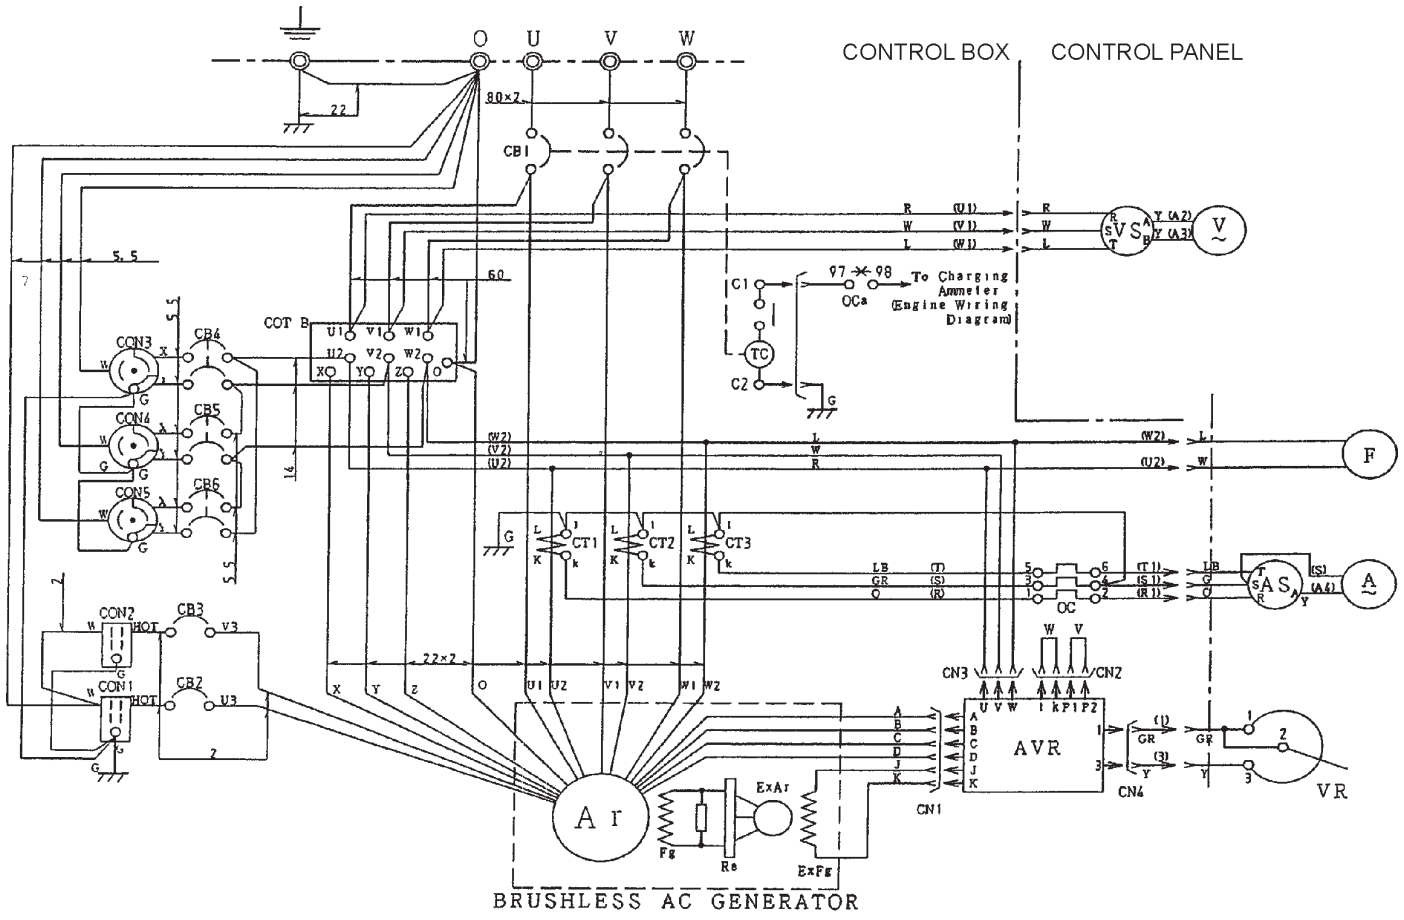 O U V W
CONTROL BOX CONTROL PANEL
22
80×2
CB1
R (U1) R
W (V1) W
L (W1) L
R S T VS A B
Y (A2)
Y (A3)
V
~
5.5
60
C1
97 98
OCa
To Charging
Ammeter
(Engine Wiring
Diagram)
TC
C2
G
COT B
U1 V1 W1
U2 V2 W2
X Y Z O
5.5
CON3
W X G
CB4
CON4
W G G
CB5
CON5
W G
CB6
14
5.5
(W2) L (W2) L
(V2) W
(U2) R (U2) W
F
G
L K l k CT1
L K l k CT2
L K l k CT3
LB (T) 5 6 (T1) LB
GR (S) 3 4 (S1) G
O (R) 1 2 (R1) O
OC
T S R AS A
(S)
(A4)
Y
A
~
2
CON2
W HOT G
CB3
V3
CON1
W HOT G
CB2
U3
G
2
22×2
X Y Z O U1 U2 V1 V2 W1 W2
W V
CN3 CN2
U V W l k P1 P2
A A
B B
C C
D D
J J
K K
CN1
AVR
1 3
CN4
GR (1) GR
Y (3) Y
1 2 3
VR
Ar
Fg
Re
ExAr
ExFg
BRUSHLESS AC GENERATOR